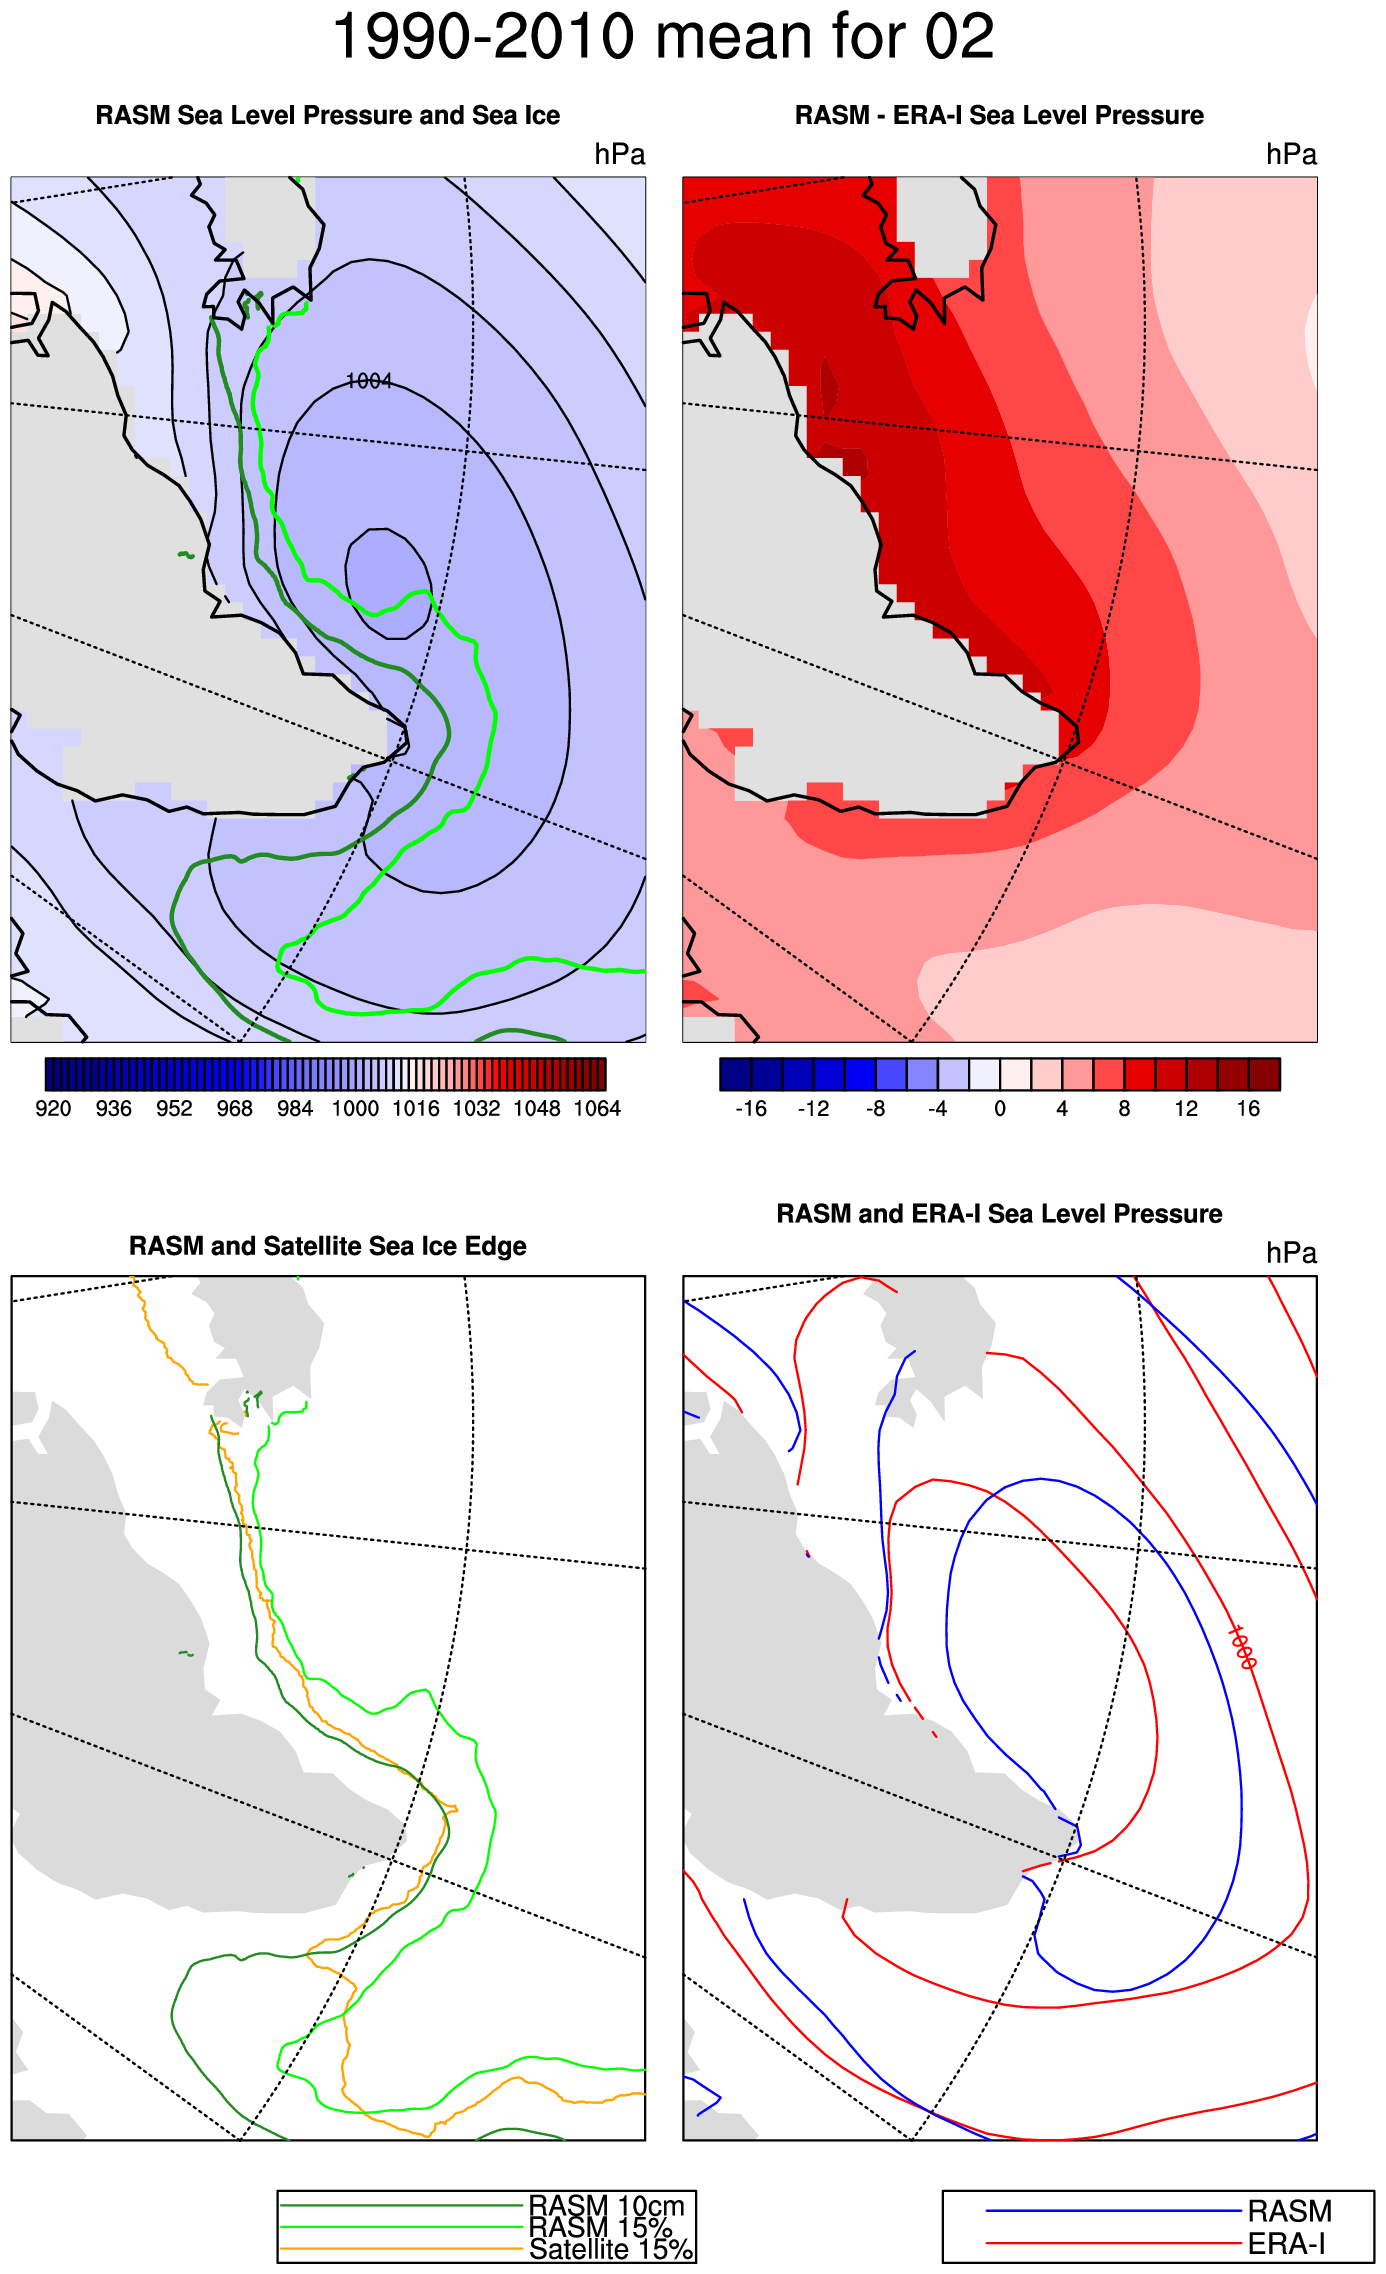 1990-2010 mean for 02
RASM Sea Level Pressure and Sea Ice
hPa
1004
920 936 952 968 984 1000 1016 1032 1048 1064
RASM - ERA-I Sea Level Pressure
hPa
-16 -12 -8 -4 0 4 8 12 16
RASM and Satellite Sea Ice Edge
RASM 10cm
RASM 15%
Satellite 15%
RASM and ERA-I Sea Level Pressure
hPa
1000
RASM
ERA-I